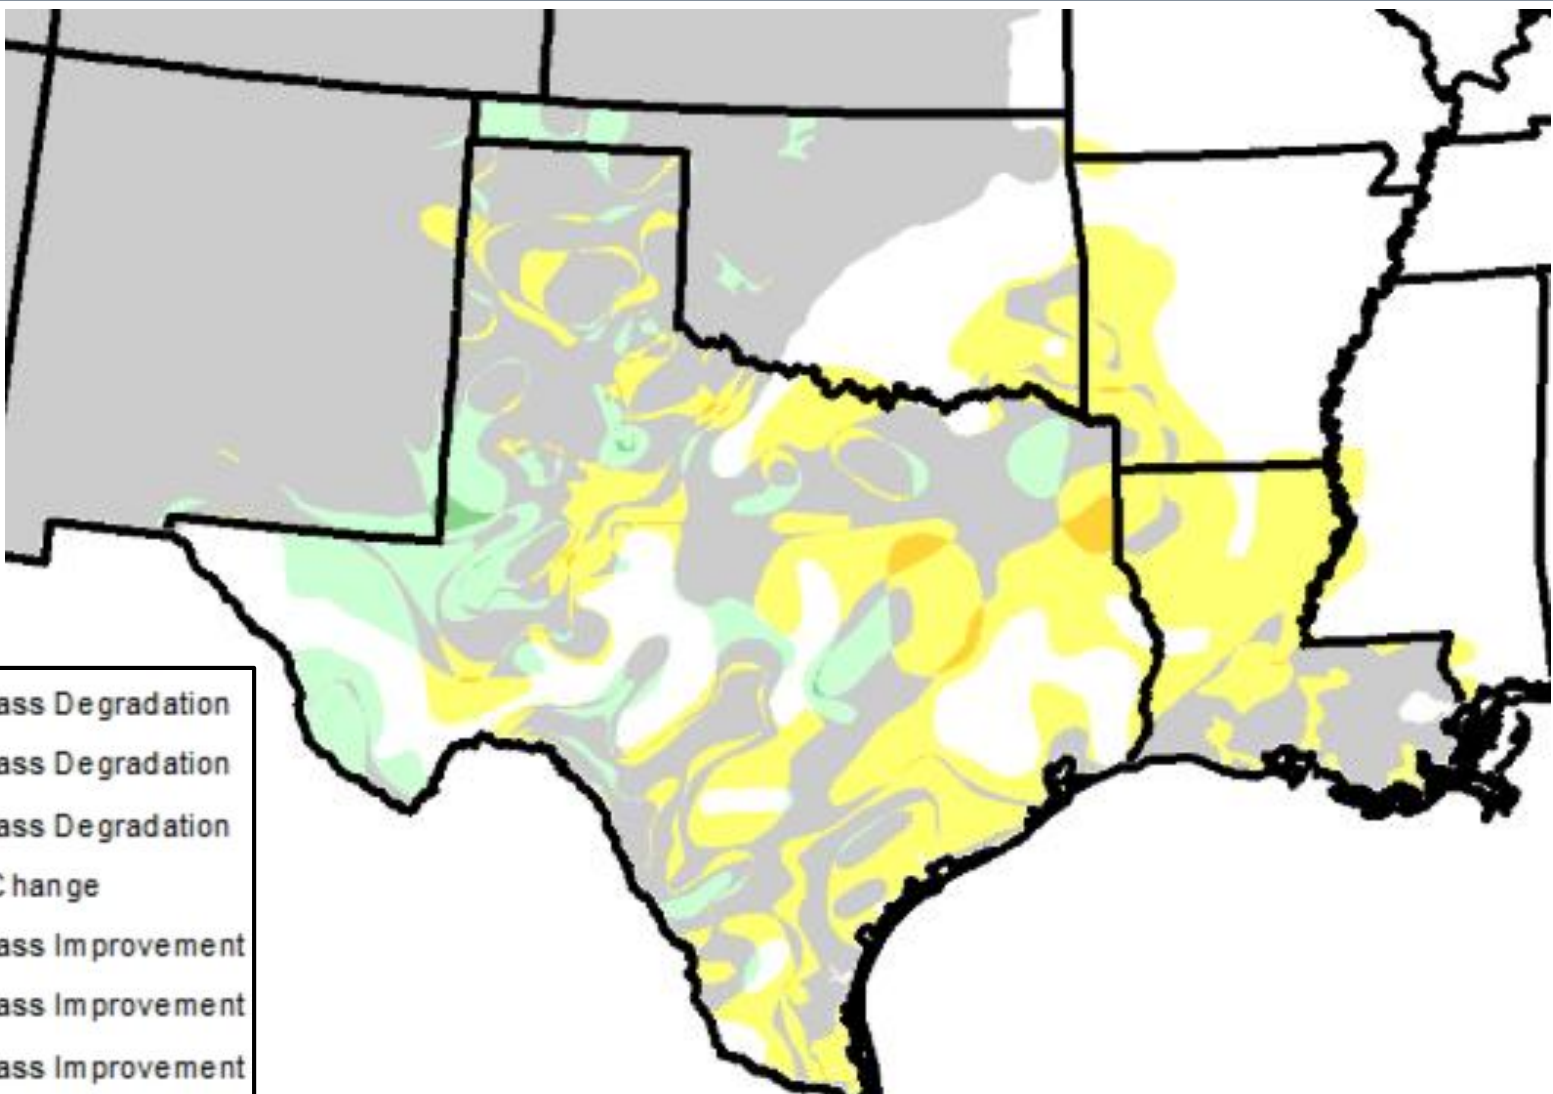 ass Degradation
ass Degradation
ass Degradation
Change
ass Improvement
ass Improvement
ass Improvement